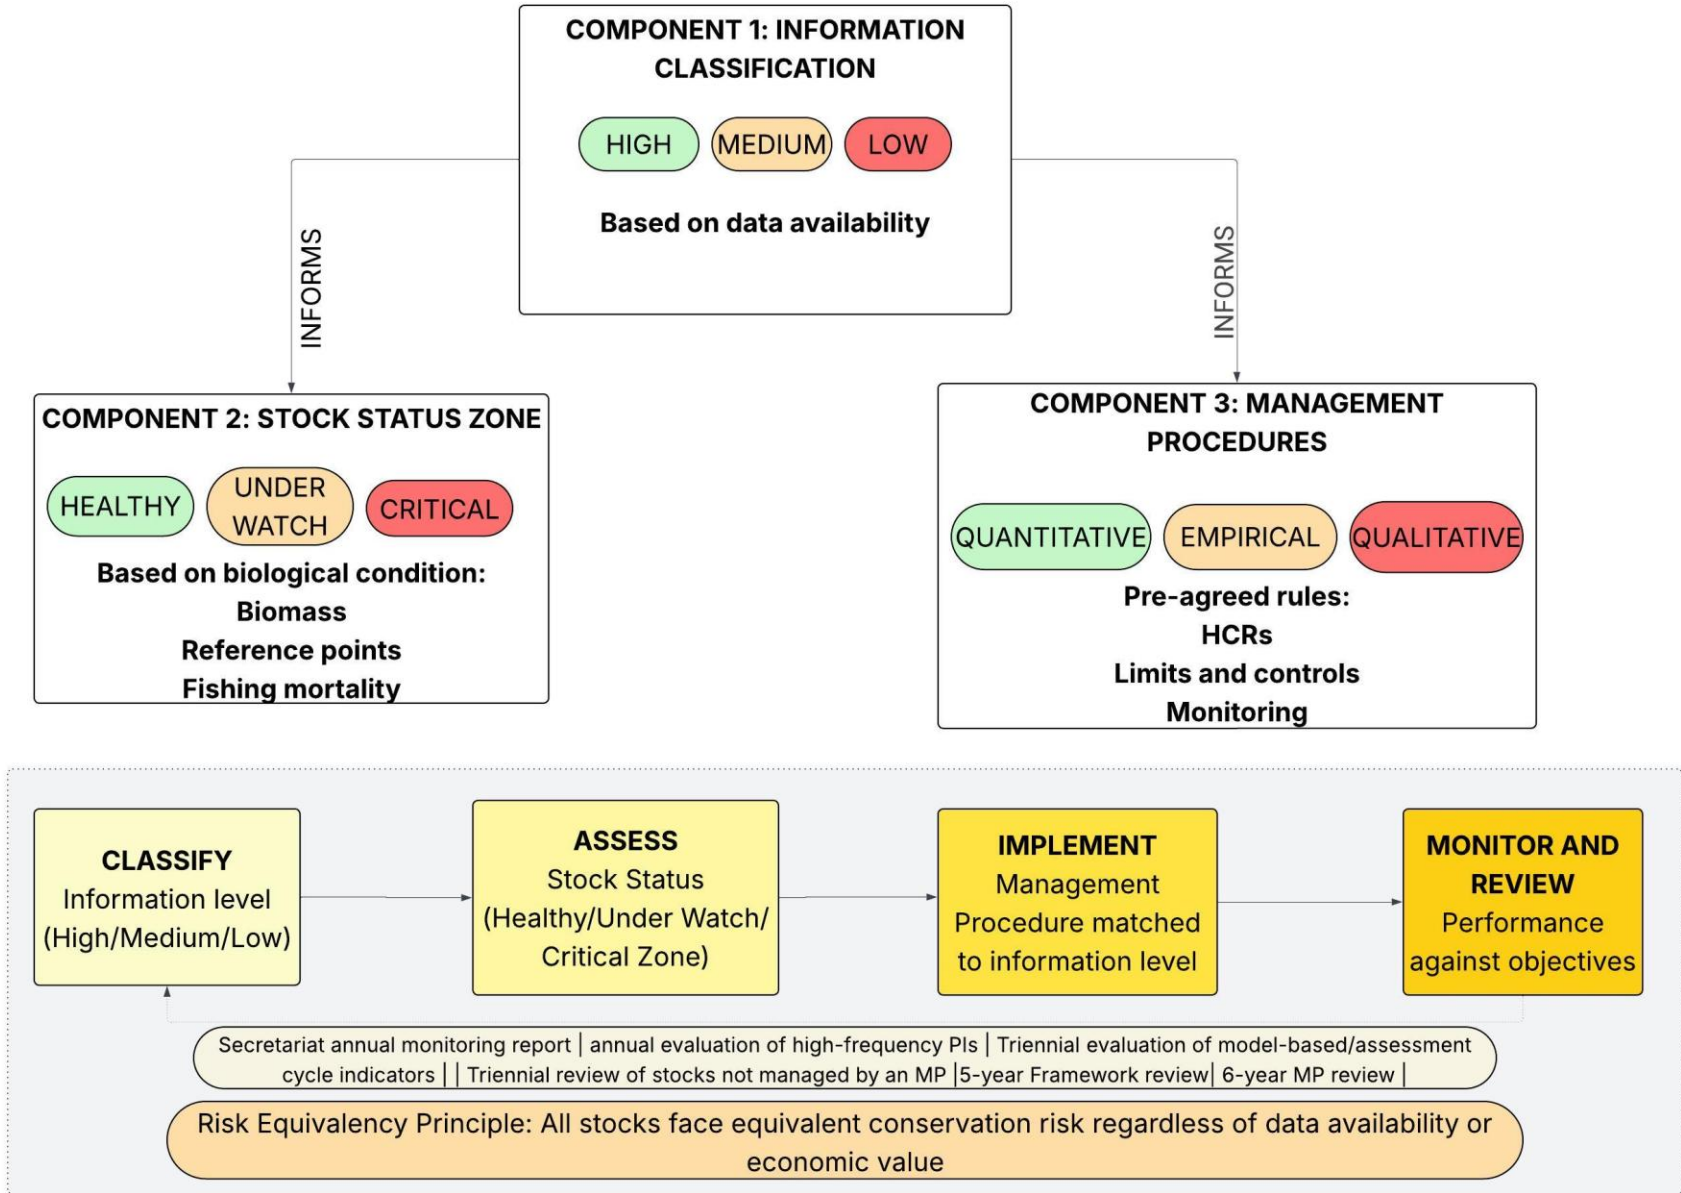 COMPONENT 1: INFORMATION
CLASSIFICATION
HIGH
MEDIUM
LOW
Based on data availability
INFORMS
INFORMS
COMPONENT 2: STOCK STATUS ZONE
HEALTHY
UNDER
WATCH
CRITICAL
Based on biological condition:
Biomass
Reference points
Fishing mortality
COMPONENT 3: MANAGEMENT
PROCEDURES
QUANTITATIVE
EMPIRICAL
QUALITATIVE
Pre-agreed rules:
HCRs
Limits and controls
Monitoring
CLASSIFY
Information level
(High/Medium/Low)
ASSESS
Stock Status
(Healthy/Under Watch/
Critical Zone)
IMPLEMENT
Management
Procedure matched
to information level
MONITOR AND
REVIEW
Performance
against objectives
Secretariat annual monitoring report | annual evaluation of high-frequency PIs | Triennial evaluation of model-based/assessment
cycle indicators | | Triennial review of stocks not managed by an MP |5-year Framework review| 6-year MP review |
Risk Equivalency Principle: All stocks face equivalent conservation risk regardless of data availability or
economic value